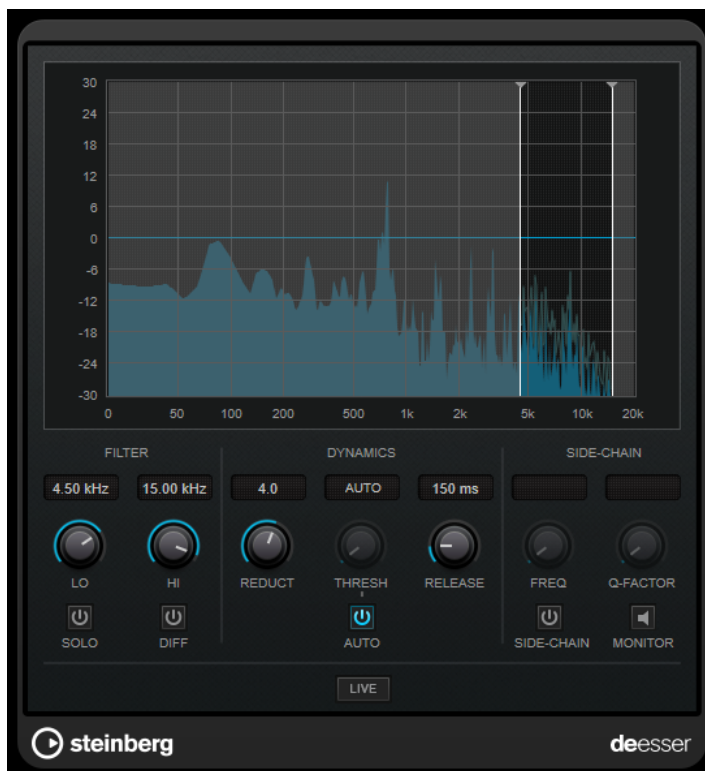 30
24
18
12
6
0
-6
-12
-18
-24
-30
0 50 100 200 500 1k 2k 5k 10k 20k
FILTER DYNAMICS SIDE-CHAIN
4.50 kHz 15.00 kHz 4.0 AUTO 150 ms
LO HI REDUCT THRESH RELEASE FREQ Q-FACTOR
SOLO DIFF AUTO SIDE-CHAIN MONITOR
LIVE
steinberg deesser